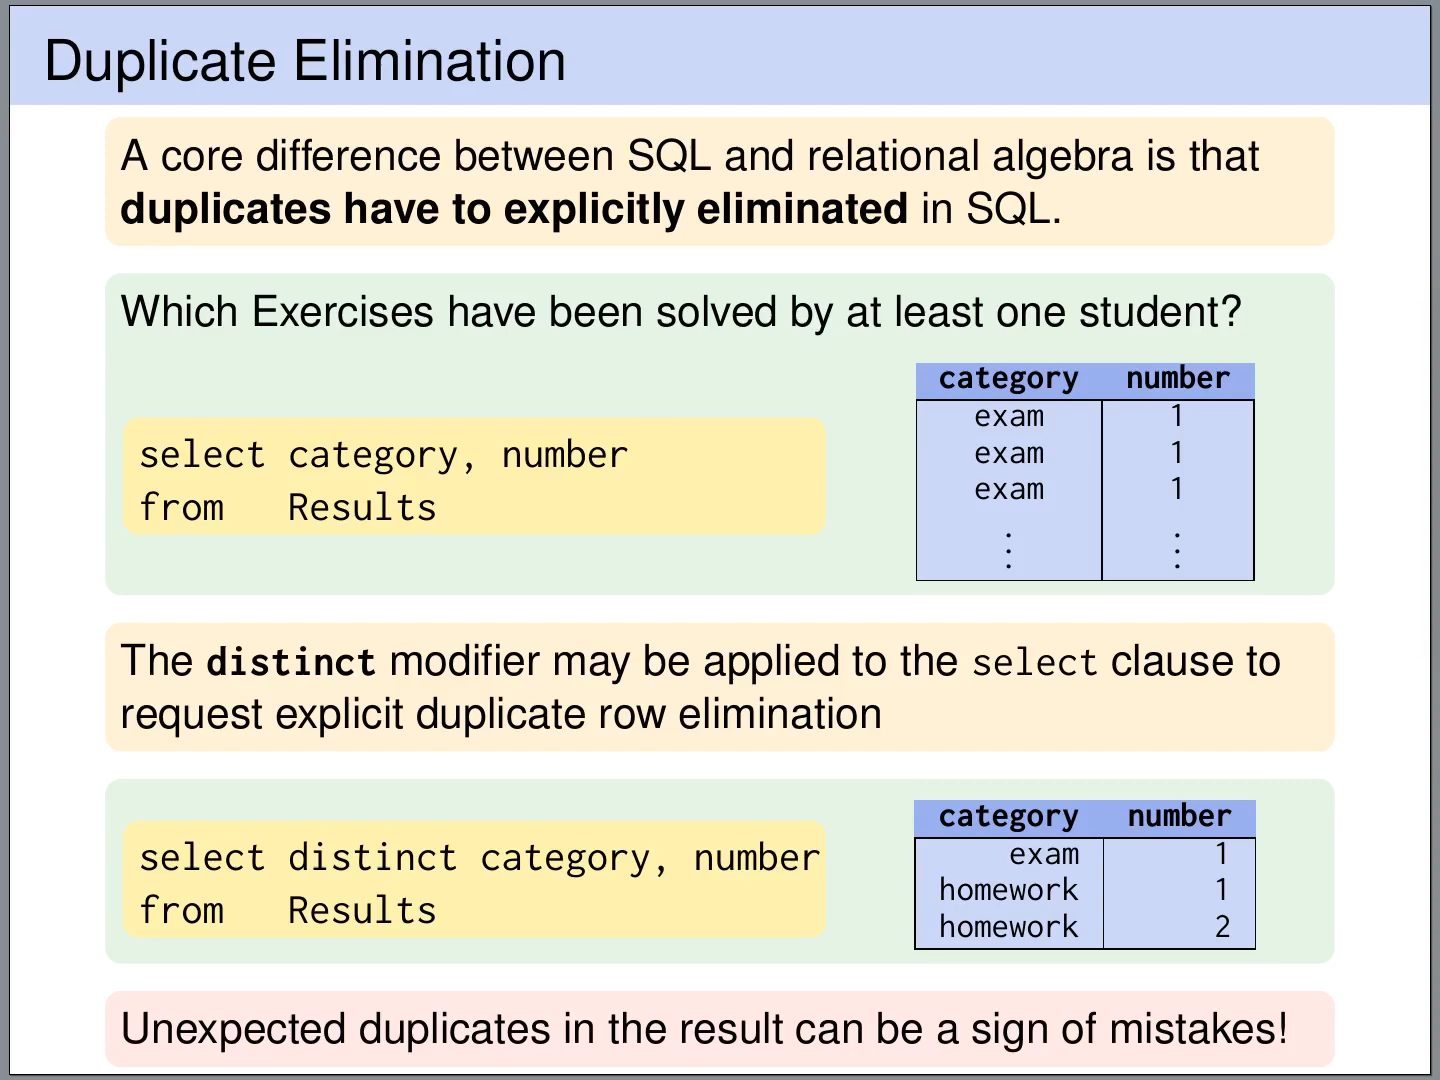 Duplicate Elimination
A core difference between SQL and relational algebra is that
duplicates have to explicitly eliminated in SQL.
Which Exercises have been solved by at least one student?
select category, number
from Results
category number
exam 1
exam 1
exam 1
⋮ ⋮
The distinct modifier may be applied to the select clause to
request explicit duplicate row elimination
select distinct category, number
from Results
category number
exam 1
homework 1
homework 2
Unexpected duplicates in the result can be a sign of mistakes!